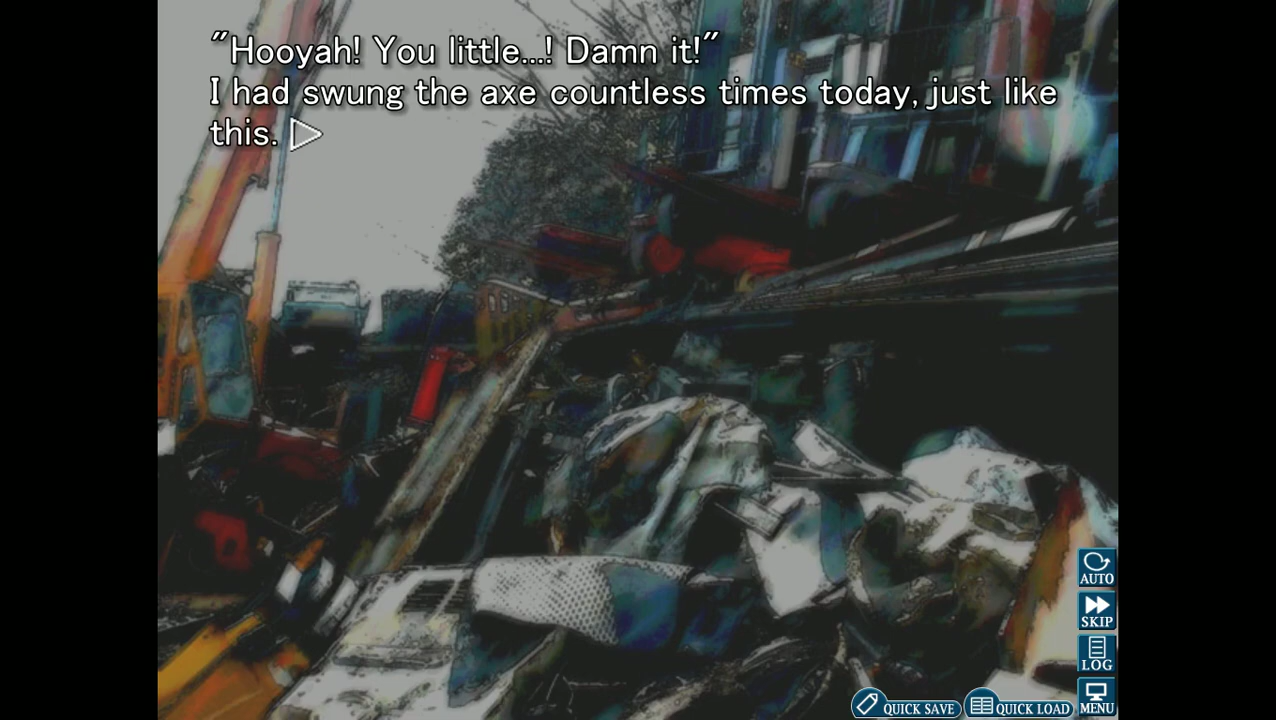 "Hooyah! You little...! Damn it!"
I had swung the axe countless times today, just like
this.
AUTO
SKIP
LOG
MENU
QUICK SAVE
QUICK LOAD